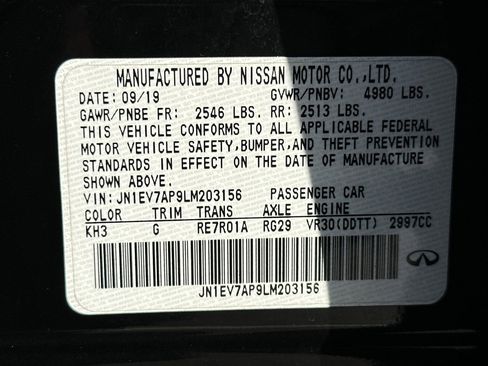 MANUFACTURED BY NISSAN MOTOR CO.,LTD.
DATE: 09/19 GVWR/PNBV: 4980 LBS.
GAWR/PNBE FR: 2546 LBS. RR: 2513 LBS.
THIS VEHICLE CONFORMS TO ALL APPLICABLE FEDERAL
MOTOR VEHICLE SAFETY,BUMPER,AND THEFT PREVENTION
STANDARDS IN EFFECT ON THE DATE OF MANUFACTURE
SHOWN ABOVE.
VIN: JN1EV7AP9LM203156 PASSENGER CAR
COLOR TRIM TRANS AXLE ENGINE
KH3 G RE7R01A RG29 VR30(DDTT) 2997CC
JN1EV7AP9LM203156